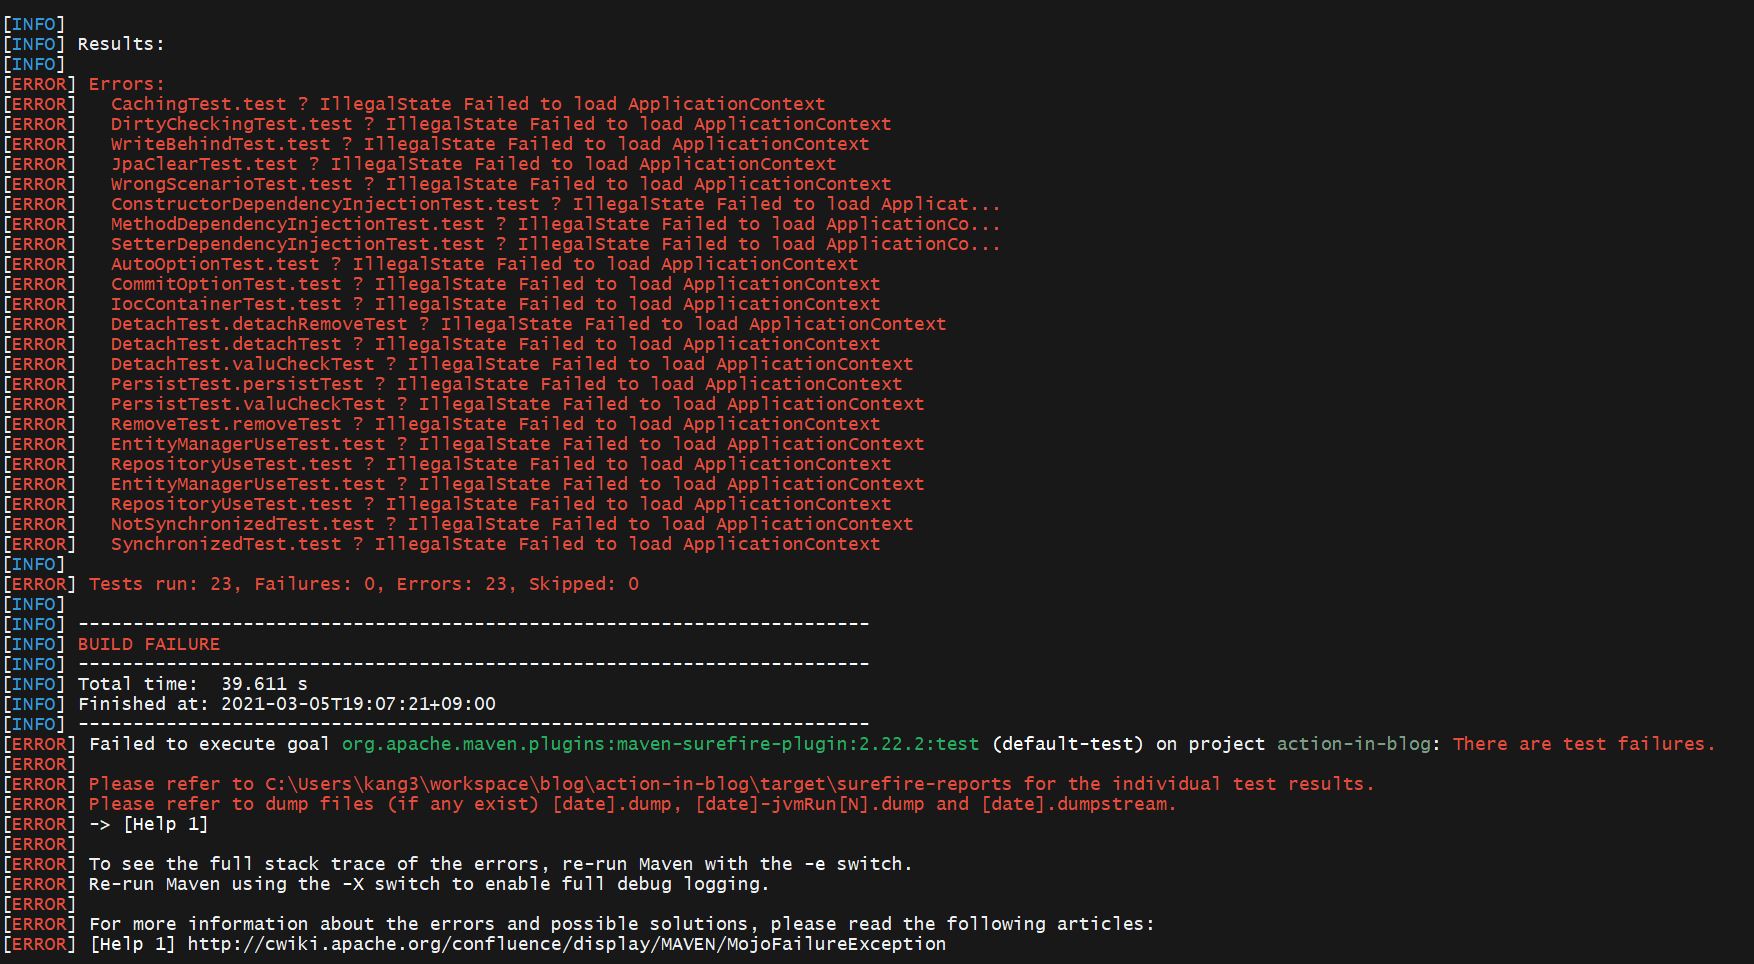 [INFO]
[INFO] Results:
[INFO]
[ERROR] Errors:
[ERROR]   CachingTest.test ? IllegalState Failed to load ApplicationContext
[ERROR]   DirtyCheckingTest.test ? IllegalState Failed to load ApplicationContext
[ERROR]   WriteBehindTest.test ? IllegalState Failed to load ApplicationContext
[ERROR]   JpaClearTest.test ? IllegalState Failed to load ApplicationContext
[ERROR]   WrongScenarioTest.test ? IllegalState Failed to load ApplicationContext
[ERROR]   ConstructorDependencyInjectionTest.test ? IllegalState Failed to load Applicat...
[ERROR]   MethodDependencyInjectionTest.test ? IllegalState Failed to load ApplicationCo...
[ERROR]   SetterDependencyInjectionTest.test ? IllegalState Failed to load ApplicationCo...
[ERROR]   AutoOptionTest.test ? IllegalState Failed to load ApplicationContext
[ERROR]   CommitOptionTest.test ? IllegalState Failed to load ApplicationContext
[ERROR]   IocContainerTest.test ? IllegalState Failed to load ApplicationContext
[ERROR]   DetachTest.detachRemoveTest ? IllegalState Failed to load ApplicationContext
[ERROR]   DetachTest.detachTest ? IllegalState Failed to load ApplicationContext
[ERROR]   DetachTest.valuCheckTest ? IllegalState Failed to load ApplicationContext
[ERROR]   PersistTest.persistTest ? IllegalState Failed to load ApplicationContext
[ERROR]   PersistTest.valuCheckTest ? IllegalState Failed to load ApplicationContext
[ERROR]   RemoveTest.removeTest ? IllegalState Failed to load ApplicationContext
[ERROR]   EntityManagerUseTest.test ? IllegalState Failed to load ApplicationContext
[ERROR]   RepositoryUseTest.test ? IllegalState Failed to load ApplicationContext
[ERROR]   EntityManagerUseTest.test ? IllegalState Failed to load ApplicationContext
[ERROR]   RepositoryUseTest.test ? IllegalState Failed to load ApplicationContext
[ERROR]   NotSynchronizedTest.test ? IllegalState Failed to load ApplicationContext
[ERROR]   SynchronizedTest.test ? IllegalState Failed to load ApplicationContext
[INFO]
[ERROR] Tests run: 23, Failures: 0, Errors: 23, Skipped: 0
[INFO]
[INFO] ------------------------------------------------------------------------
[INFO] BUILD FAILURE
[INFO] ------------------------------------------------------------------------
[INFO] Total time:  39.611 s
[INFO] Finished at: 2021-03-05T19:07:21+09:00
[INFO] ------------------------------------------------------------------------
[ERROR] Failed to execute goal org.apache.maven.plugins:maven-surefire-plugin:2.22.2:test (default-test) on project action-in-blog: There are test failures.
[ERROR]
[ERROR] Please refer to C:\Users\kang3\workspace\blog\action-in-blog\target\surefire-reports for the individual test results.
[ERROR] Please refer to dump files (if any exist) [date].dump, [date]-jvmRun[N].dump and [date].dumpstream.
[ERROR] -> [Help 1]
[ERROR]
[ERROR] To see the full stack trace of the errors, re-run Maven with the -e switch.
[ERROR] Re-run Maven using the -X switch to enable full debug logging.
[ERROR]
[ERROR] For more information about the errors and possible solutions, please read the following articles:
[ERROR] [Help 1] http://cwiki.apache.org/confluence/display/MAVEN/MojoFailureException